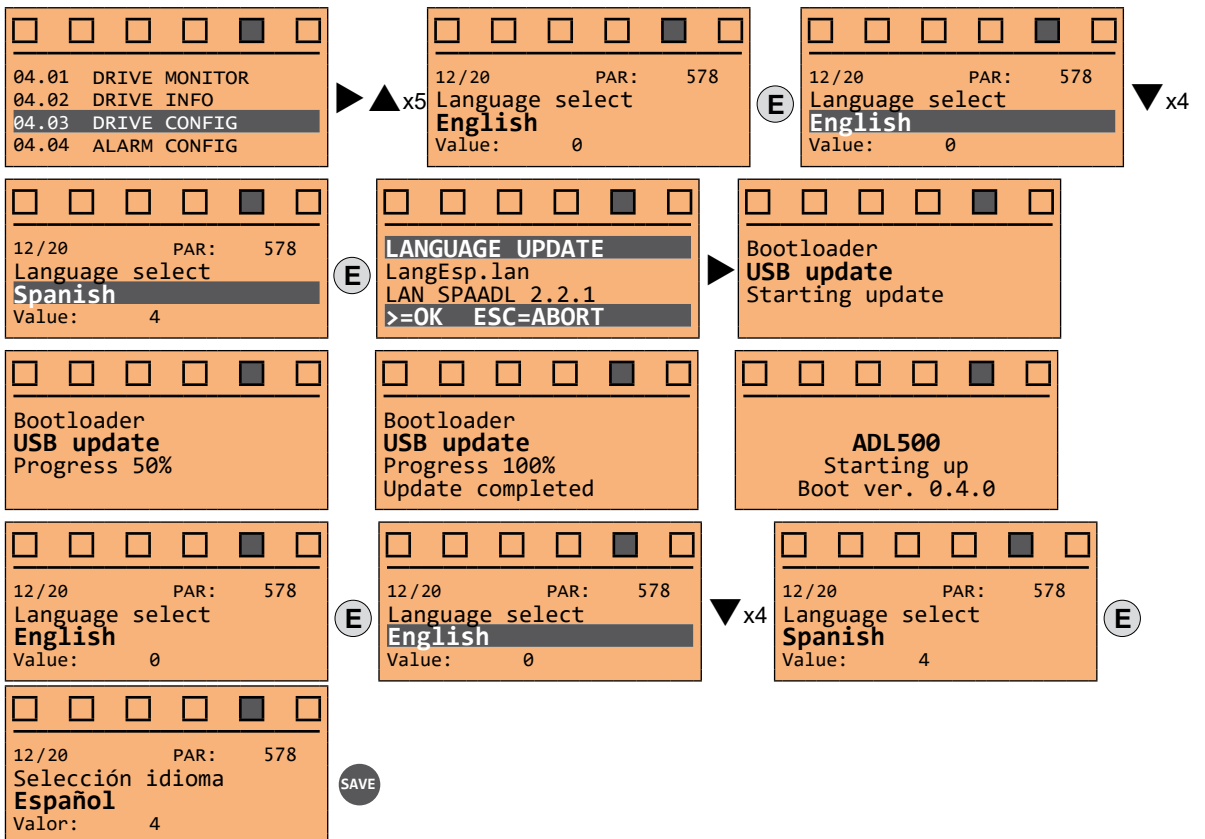 04.01 DRIVE MONITOR
04.02 DRIVE INFO
04.03 DRIVE CONFIG
04.04 ALARM CONFIG
x5
12/20 PAR: 578
Language select
English
Value: 0
E
12/20 PAR: 578
Language select
English
Value: 0
x4
12/20 PAR: 578
Language select
Spanish
Value: 4
E
LANGUAGE UPDATE
LangEsp.lan
LAN SPAADL 2.2.1
>=OK ESC=ABORT
Bootloader
USB update
Starting update
Bootloader
USB update
Progress 50%
Bootloader
USB update
Progress 100%
Update completed
ADL500
Starting up
Boot ver. 0.4.0
12/20 PAR: 578
Language select
English
Value: 0
E
12/20 PAR: 578
Language select
English
Value: 0
x4
12/20 PAR: 578
Language select
Spanish
Value: 4
E
12/20 PAR: 578
Selección idioma
Español
Valor: 4
SAVE